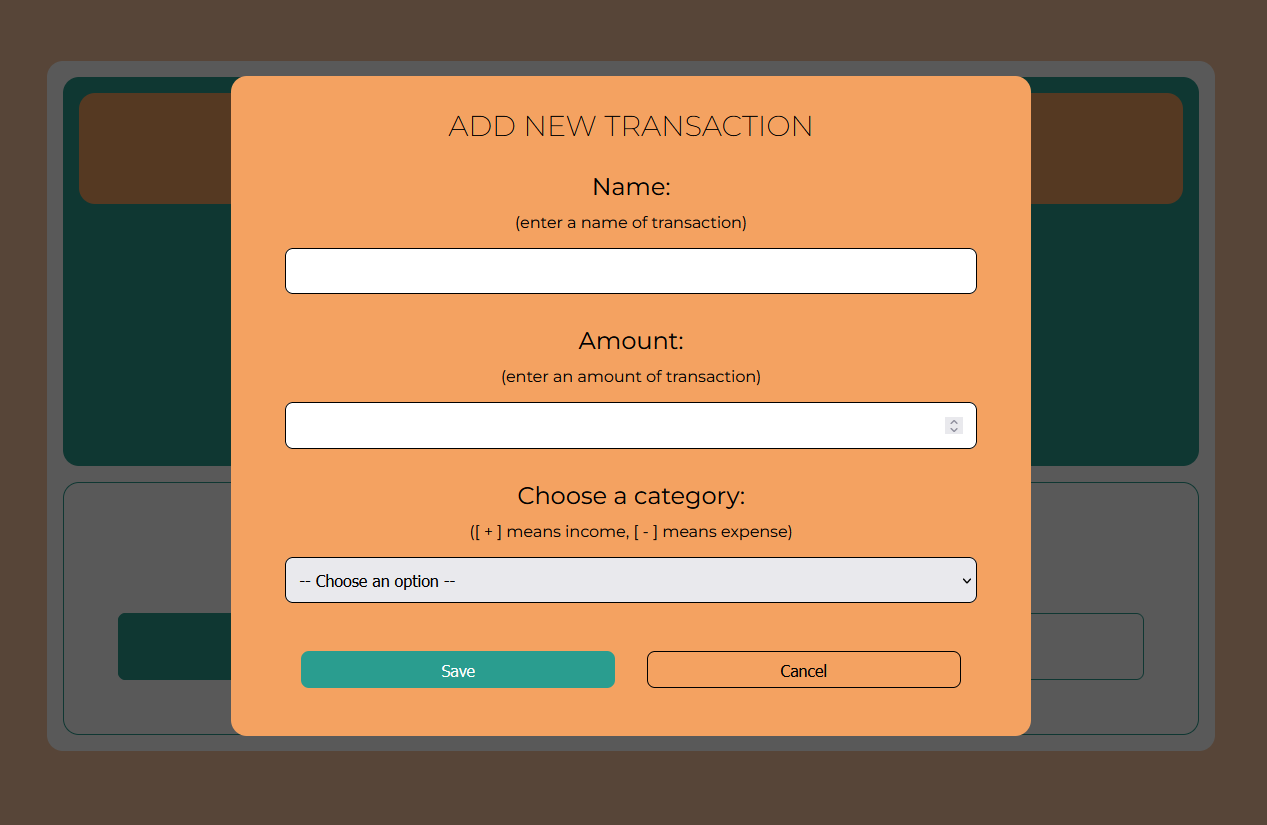 ADD NEW TRANSACTION
Name:
(enter a name of transaction)
Amount:
(enter an amount of transaction)
Choose a category:
([ + ] means income, [ - ] means expense)
-- Choose an option --
Save
Cancel